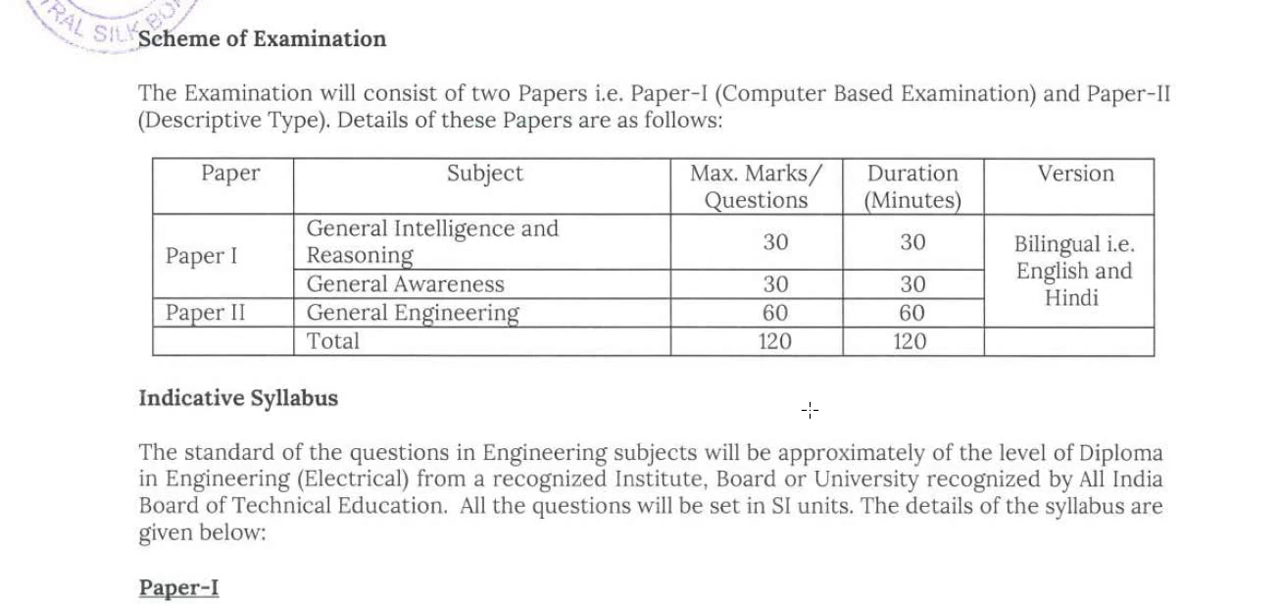 TRAL SILK BO
Scheme of Examination
The Examination will consist of two Papers i.e. Paper-I (Computer Based Examination) and Paper-II
(Descriptive Type). Details of these Papers are as follows:
Paper Subject Max. Marks/ Duration Version
Questions (Minutes)
General Intelligence and
Paper I Reasoning 30 30 Bilingual i.e.
General Awareness 30 30 English and
Paper II General Engineering 60 60 Hindi
Total 120 120
Indicative Syllabus
The standard of the questions in Engineering subjects will be approximately of the level of Diploma
in Engineering (Electrical) from a recognized Institute, Board or University recognized by All India
Board of Technical Education. All the questions will be set in SI units. The details of the syllabus are
given below:
Paper-I